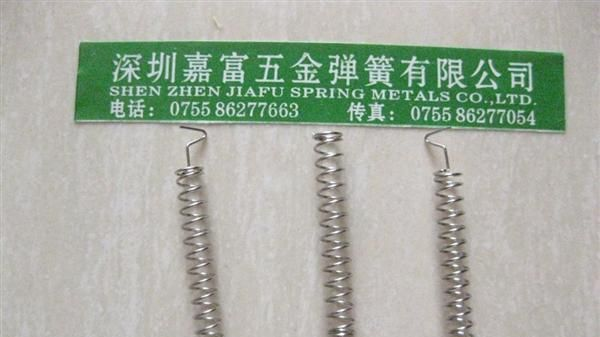 深圳嘉富五金弹簧有限公司
SHEN ZHEN JIAFU SPRING METALS CO.,LTD.
电话：0755 86277663 传真：0755 86277054